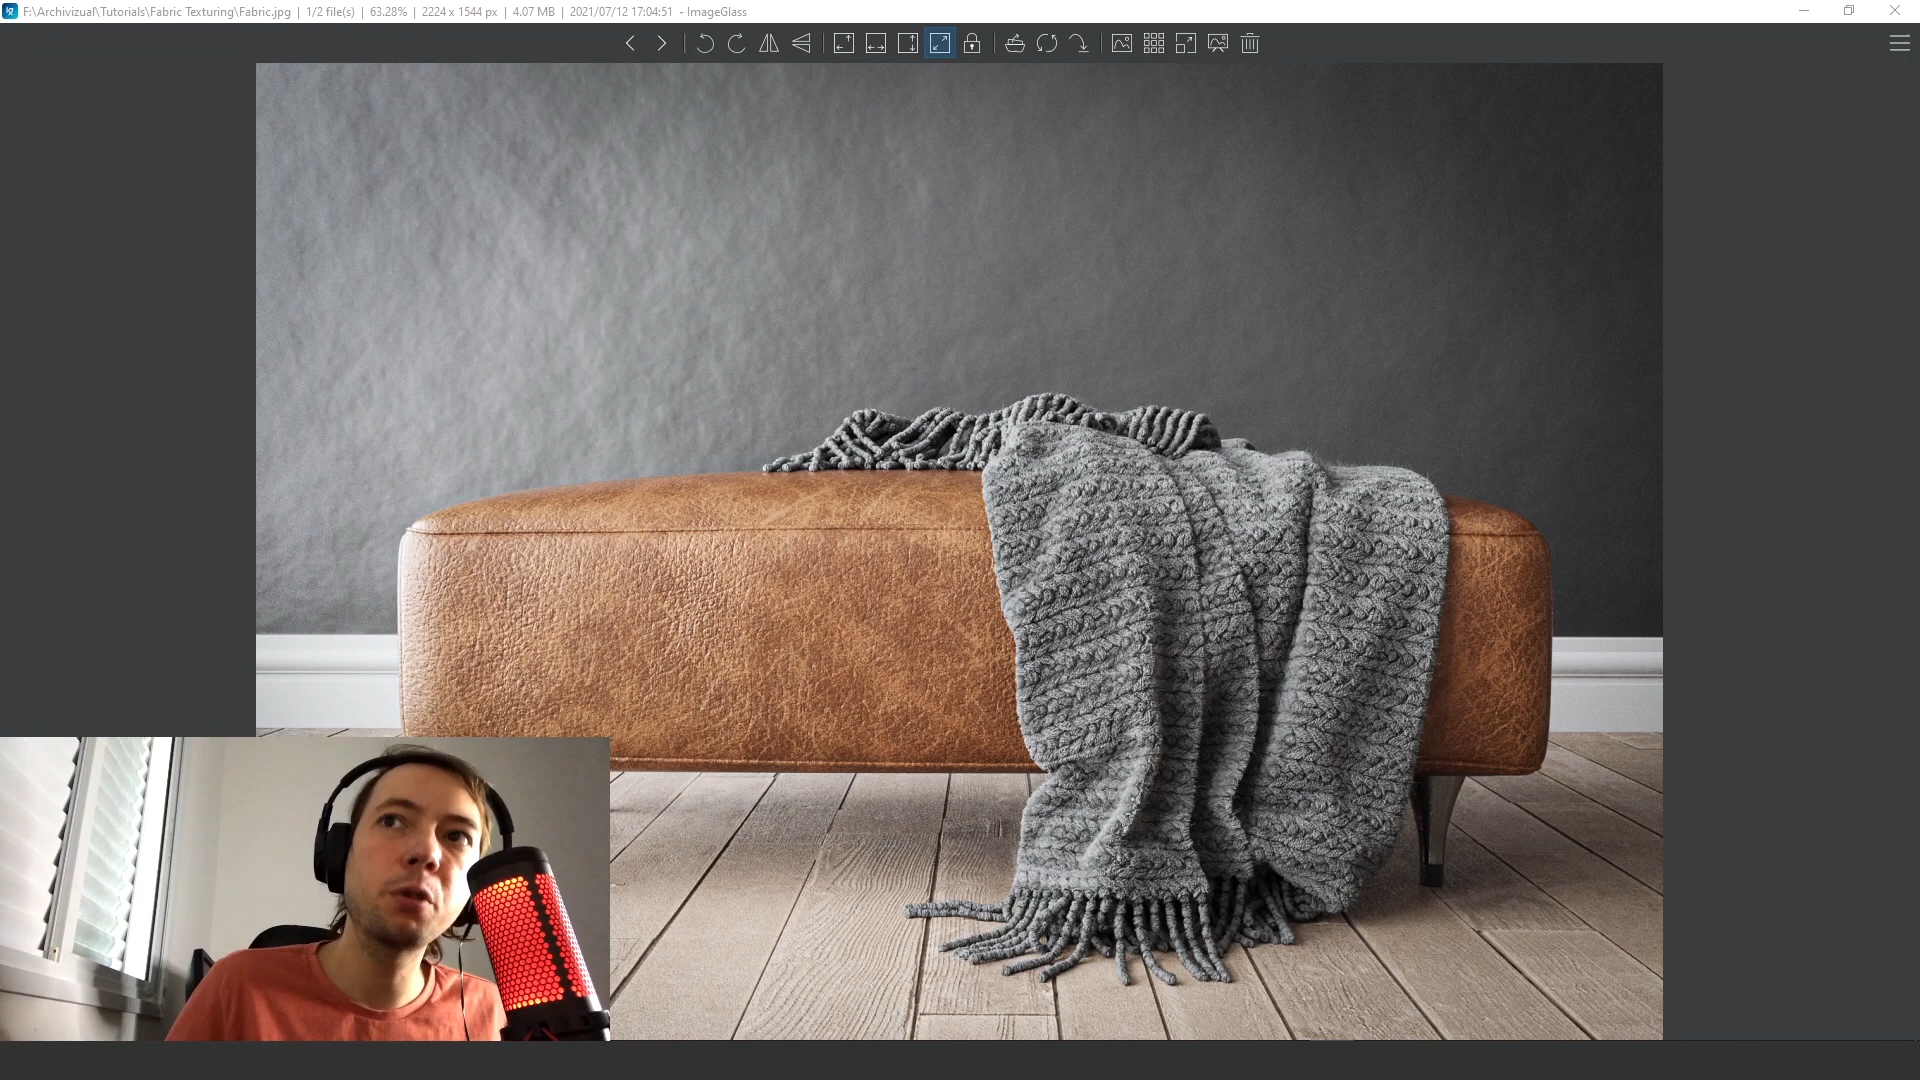 F:\Archivizual\Tutorials\Fabric Texturing\Fabric.jpg | 1/2 file(s) | 63.28% | 2224 x 1544 px | 4.07 MB | 2021/07/12 17:04:51 - ImageGlass